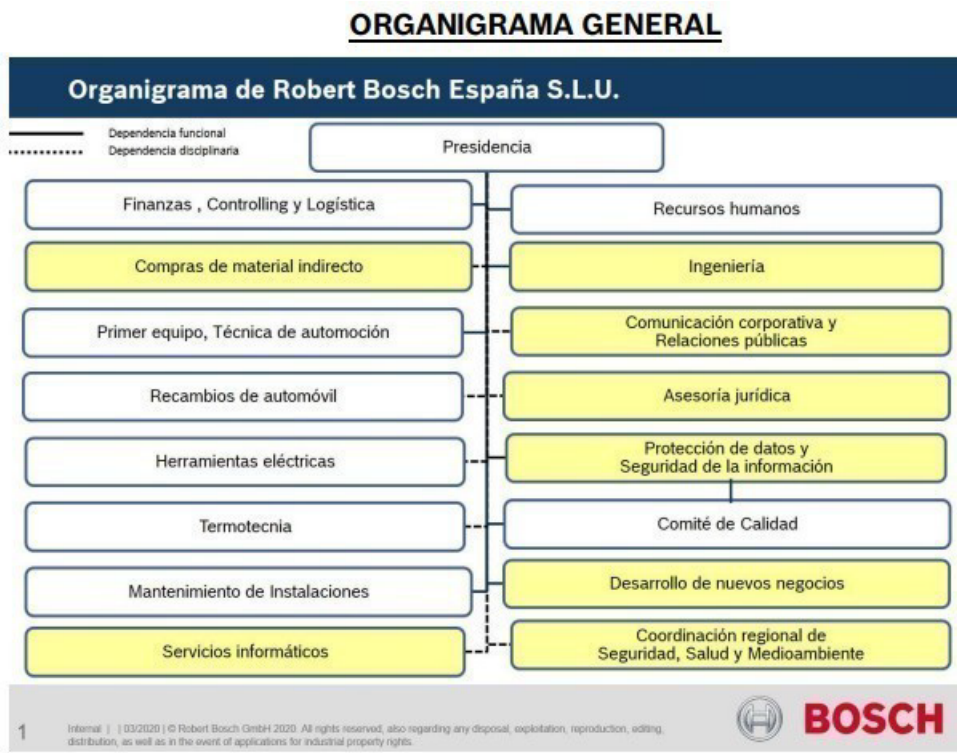 ORGANIGRAMA GENERAL
Organigrama de Robert Bosch España S.L.U.
Dependencia funcional
Dependencia disciplinaria
Presidencia
Finanzas , Controlling y Logística
Recursos humanos
Compras de material indirecto
Ingeniería
Primer equipo, Técnica de automoción
Comunicación corporativa y
Relaciones públicas
Recambios de automóvil
Asesoría jurídica
Herramientas eléctricas
Protección de datos y
Seguridad de la información
Termotecnia
Comité de Calidad
Mantenimiento de Instalaciones
Desarrollo de nuevos negocios
Servicios informáticos
Coordinación regional de
Seguridad, Salud y Medioambiente
1
Internal | | 03/2020 | © Robert Bosch GmbH 2020. All rights reserved, also regarding any disposal, exploitation, reproduction, editing,
distribution, as well as in the event of applications for industrial property rights.
BOSCH